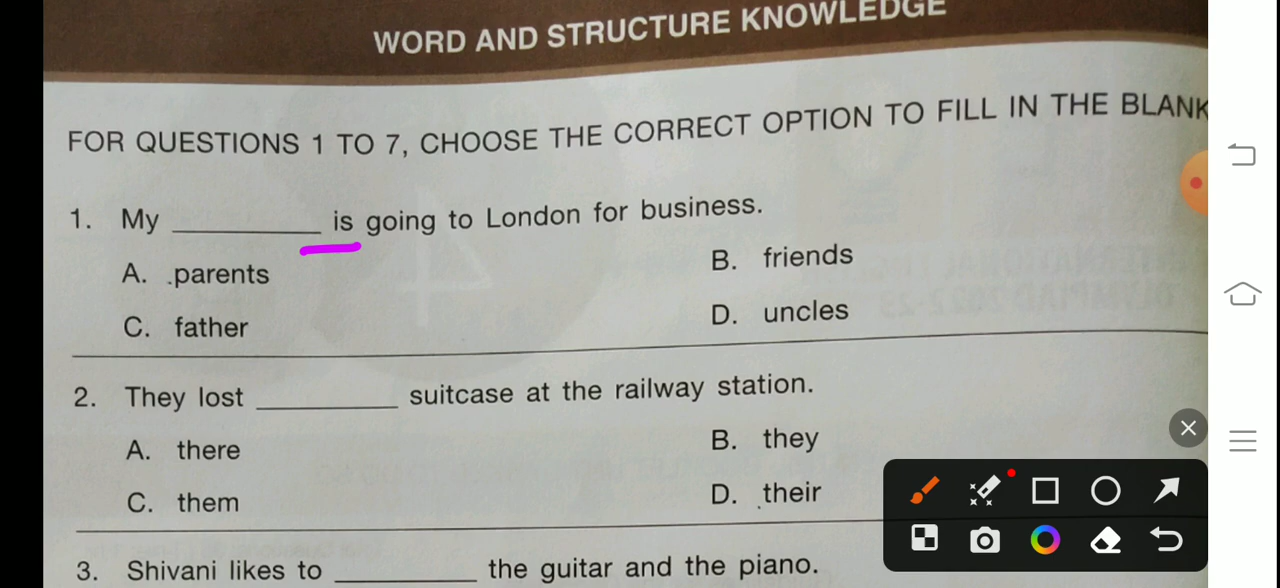 WORD AND STRUCTURE KNOWLEDGE
FOR QUESTIONS 1 TO 7, CHOOSE THE CORRECT OPTION TO FILL IN THE BLANK
1. My __________ is going to London for business.
A. parents B. friends
C. father D. uncles
2. They lost __________ suitcase at the railway station.
A. there B. they
C. them D. their
3. Shivani likes to __________ the guitar and the piano.